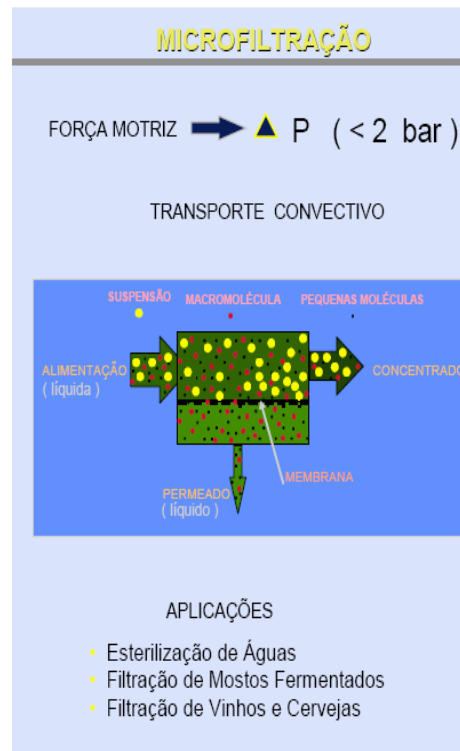 MICROFILTRAÇÃO
FORÇA MOTRIZ P ( < 2 bar )
TRANSPORTE CONVECTIVO
SUSPENSÃO MACROMOLÉCULA PEQUENAS MOLÉCULAS
ALIMENTAÇÃO CONCENTRADO
( líquida )
MEMBRANA
PERMEADO
( líquido )
APLICAÇÕES
Esterilização de Águas
Filtração de Mostos Fermentados
Filtração de Vinhos e Cervejas